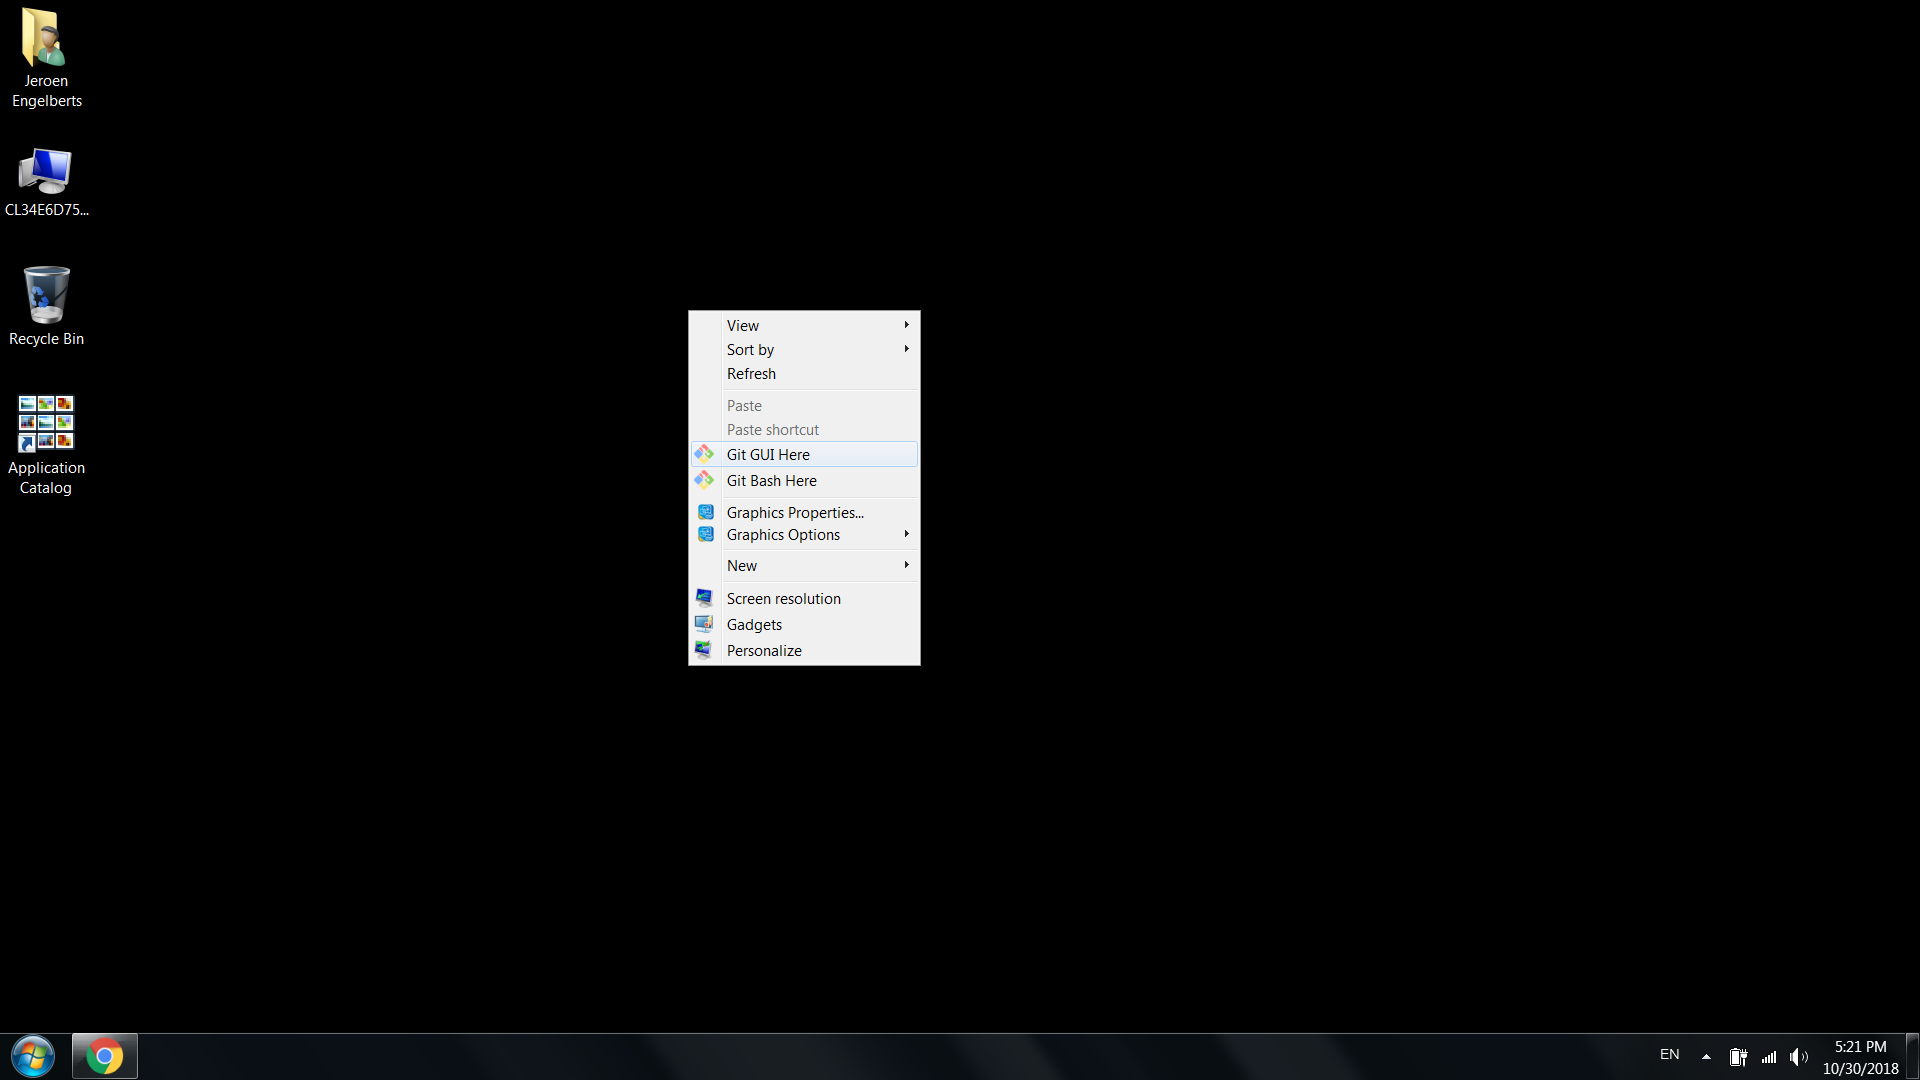 Jeroen
Engelberts
CL34E6D75...
Recycle Bin
Application
Catalog
View
Sort by
Refresh
Paste
Paste shortcut
Git GUI Here
Git Bash Here
Graphics Properties...
Graphics Options
New
Screen resolution
Gadgets
Personalize
EN
5:21 PM
10/30/2018